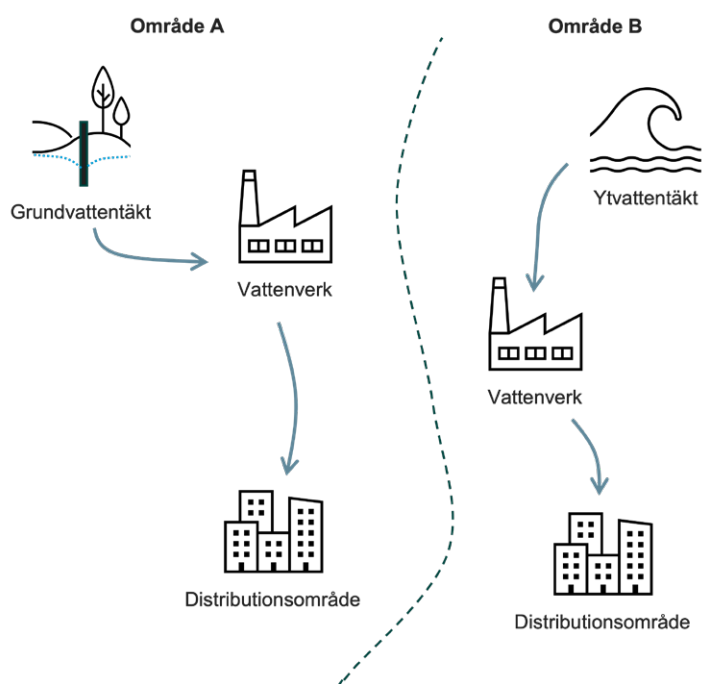 Område A
Område B
Grundvattentäkt
Ytvattentäkt
Vattenverk
Vattenverk
Distributionsområde
Distributionsområde